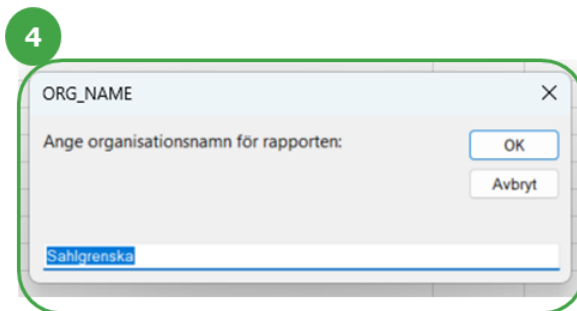 4
ORG_NAME
Ange organisationsnamn för rapporten:
OK
Avbryt
Sahlgrenska